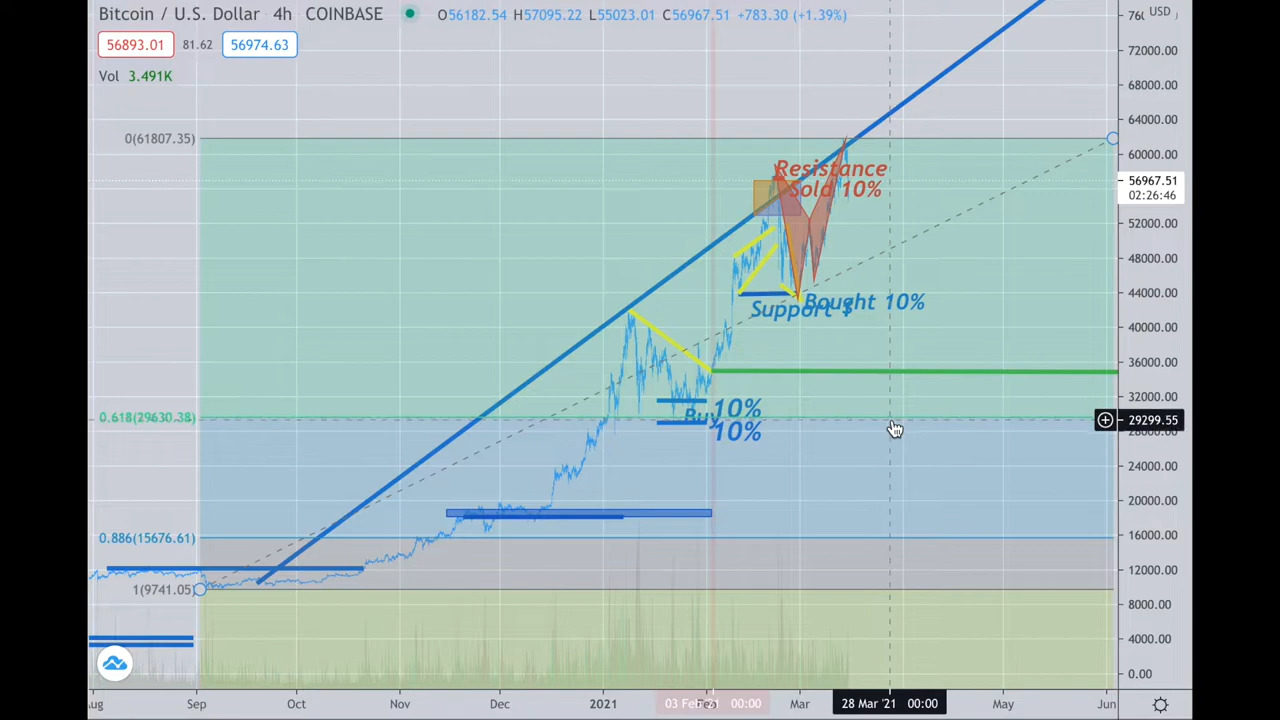 Bitcoin / U.S. Dollar 4h COINBASE O56182.54 H57095.22 L55023.01 C56967.51 +783.30 (+1.39%)
56893.01 81.62 56974.63
Vol 3.491K
USD
72000.00
68000.00
64000.00
0(61807.35)
60000.00
Resistance
Sold 10%
56967.51
02:26:46
52000.00
48000.00
44000.00
Bought 10%
Support $
40000.00
36000.00
32000.00
10%
Buy
0.618(29630.38)
29299.55
10%
24000.00
20000.00
0.886(15676.61)
16000.00
12000.00
1(9741.05)
8000.00
4000.00
0.00
Aug Sep Oct Nov Dec 2021 03 Feb '21 00:00 Mar 28 Mar '21 00:00 May Jun